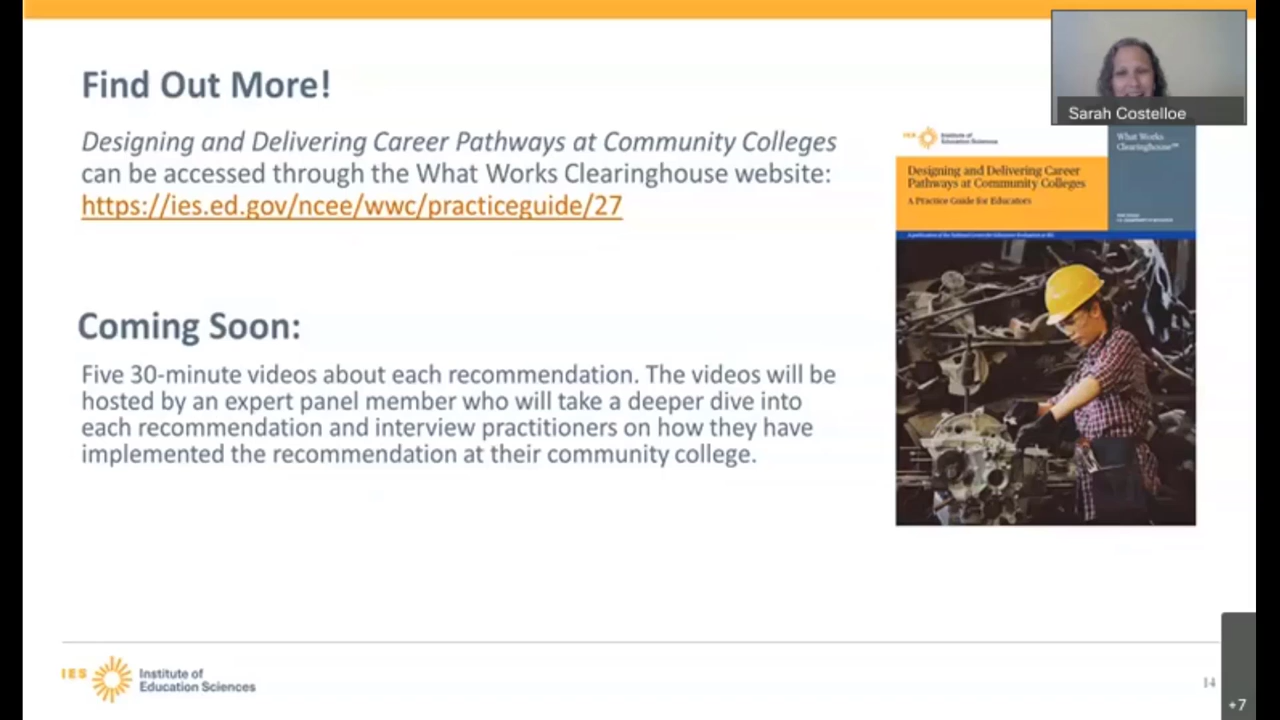 Find Out More!
Designing and Delivering Career Pathways at Community Colleges
can be accessed through the What Works Clearinghouse website:
https://ies.ed.gov/ncee/wwc/practiceguide/27
Coming Soon:
Five 30-minute videos about each recommendation. The videos will be
hosted by an expert panel member who will take a deeper dive into
each recommendation and interview practitioners on how they have
implemented the recommendation at their community college.
Sarah Costelloe
IES
Institute of
Education Sciences
What Works
Clearinghouse™
Designing and Delivering Career
Pathways at Community Colleges
A Practice Guide for Educators
IES
Institute of
Education Sciences
14
+7